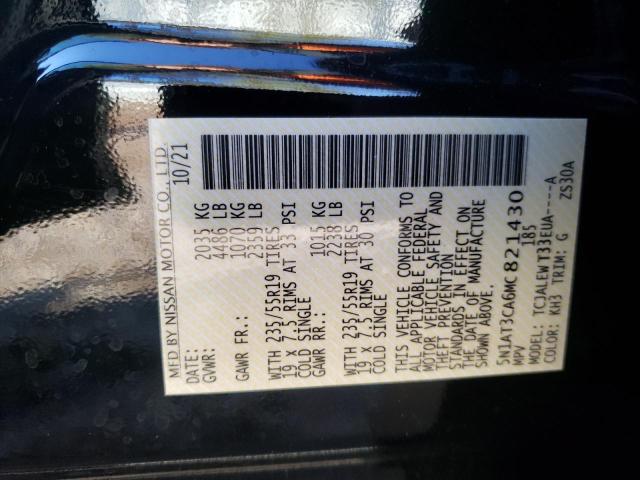 MFD BY NISSAN MOTOR CO., LTD.
DATE: 10/21
GVWR: 2035 KG
4486 LB
GAWR FR.: 1070 KG
2359 LB
WITH 235/55R19 TIRES
19 x 7.5 RIMS AT 33 PSI
COLD SINGLE
GAWR RR.: 1015 KG
2238 LB
WITH 235/55R19 TIRES
19 x 7.5 RIMS AT 30 PSI
COLD SINGLE
THIS VEHICLE CONFORMS TO
ALL APPLICABLE FEDERAL
MOTOR VEHICLE SAFETY AND
THEFT PREVENTION
STANDARDS IN EFFECT ON
THE DATE OF MANUFACTURE
SHOWN ABOVE.
5N1AT3CA6MC821430
MPV 185
MODEL: TCJALEWT33EUA----A
COLOR: KH3 TRIM: G ZS30A